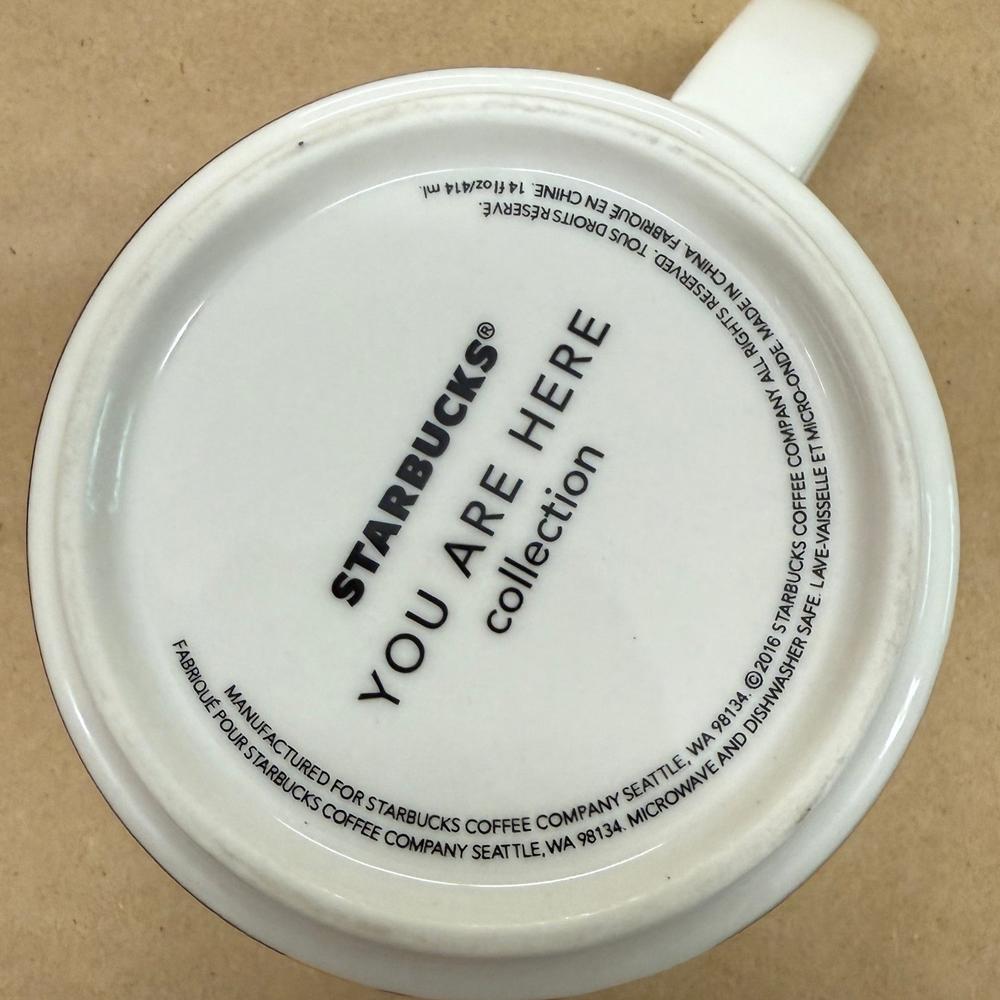 STARBUCKS®
YOU ARE HERE
collection
MANUFACTURED FOR STARBUCKS COFFEE COMPANY SEATTLE, WA 98134. ©2016 STARBUCKS COFFEE COMPANY ALL RIGHTS RESERVED. TOUS DROITS RÉSERVÉ.
FABRIQUÉ POUR STARBUCKS COFFEE COMPANY SEATTLE, WA 98134. MICROWAVE AND DISHWASHER SAFE. LAVE-VAISSELLE ET MICRO-ONDE. MADE IN CHINA. FABRIQUÉ EN CHINE. 14 fl oz/414 ml.